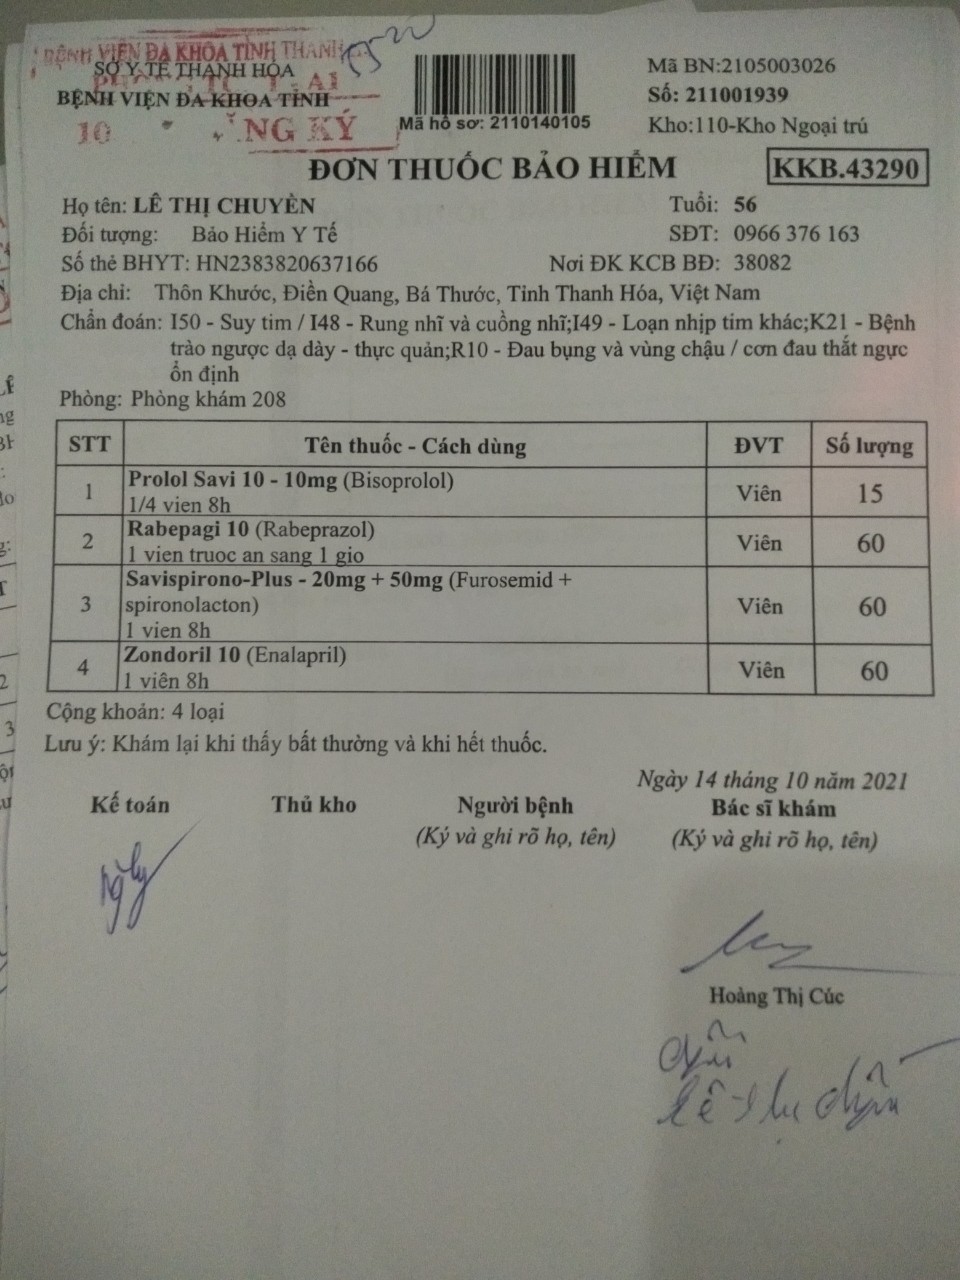 BỆNH VIỆN ĐA KHOA TỈNH THANH
SỞ Y TẾ THANH HÓA
BỆNH VIỆN ĐA KHOA TỈNH
10 NG KÝ
Mã hồ sơ: 2110140105
Mã BN:2105003026
Số: 211001939
Kho:110-Kho Ngoại trú
ĐƠN THUỐC BẢO HIỂM
KKB.43290
Họ tên: LÊ THỊ CHUYÈN Tuổi: 56
Đối tượng: Bảo Hiểm Y Tế SĐT: 0966 376 163
Số thẻ BHYT: HN2383820637166 Nơi ĐK KCB BĐ: 38082
Địa chỉ: Thôn Khước, Điền Quang, Bá Thước, Tỉnh Thanh Hóa, Việt Nam
Chẩn đoán: I50 - Suy tim / I48 - Rung nhĩ và cuồng nhĩ;I49 - Loạn nhịp tim khác;K21 - Bệnh
trào ngược dạ dày - thực quản;R10 - Đau bụng và vùng chậu / cơn đau thắt ngực
ổn định
Phòng: Phòng khám 208
STT Tên thuốc - Cách dùng ĐVT Số lượng
1 Prolol Savi 10 - 10mg (Bisoprolol) Viên 15
1/4 vien 8h
2 Rabepagi 10 (Rabeprazol) Viên 60
1 vien truoc an sang 1 gio
3 Savispirono-Plus - 20mg + 50mg (Furosemid + Viên 60
spironolacton)
1 vien 8h
4 Zondoril 10 (Enalapril) Viên 60
1 viên 8h
Cộng khoản: 4 loại
Lưu ý: Khám lại khi thấy bất thường và khi hết thuốc.
Ngày 14 tháng 10 năm 2021
Kế toán Thủ kho Người bệnh Bác sĩ khám
(Ký và ghi rõ họ, tên) (Ký và ghi rõ họ, tên)
Hoàng Thị Cúc